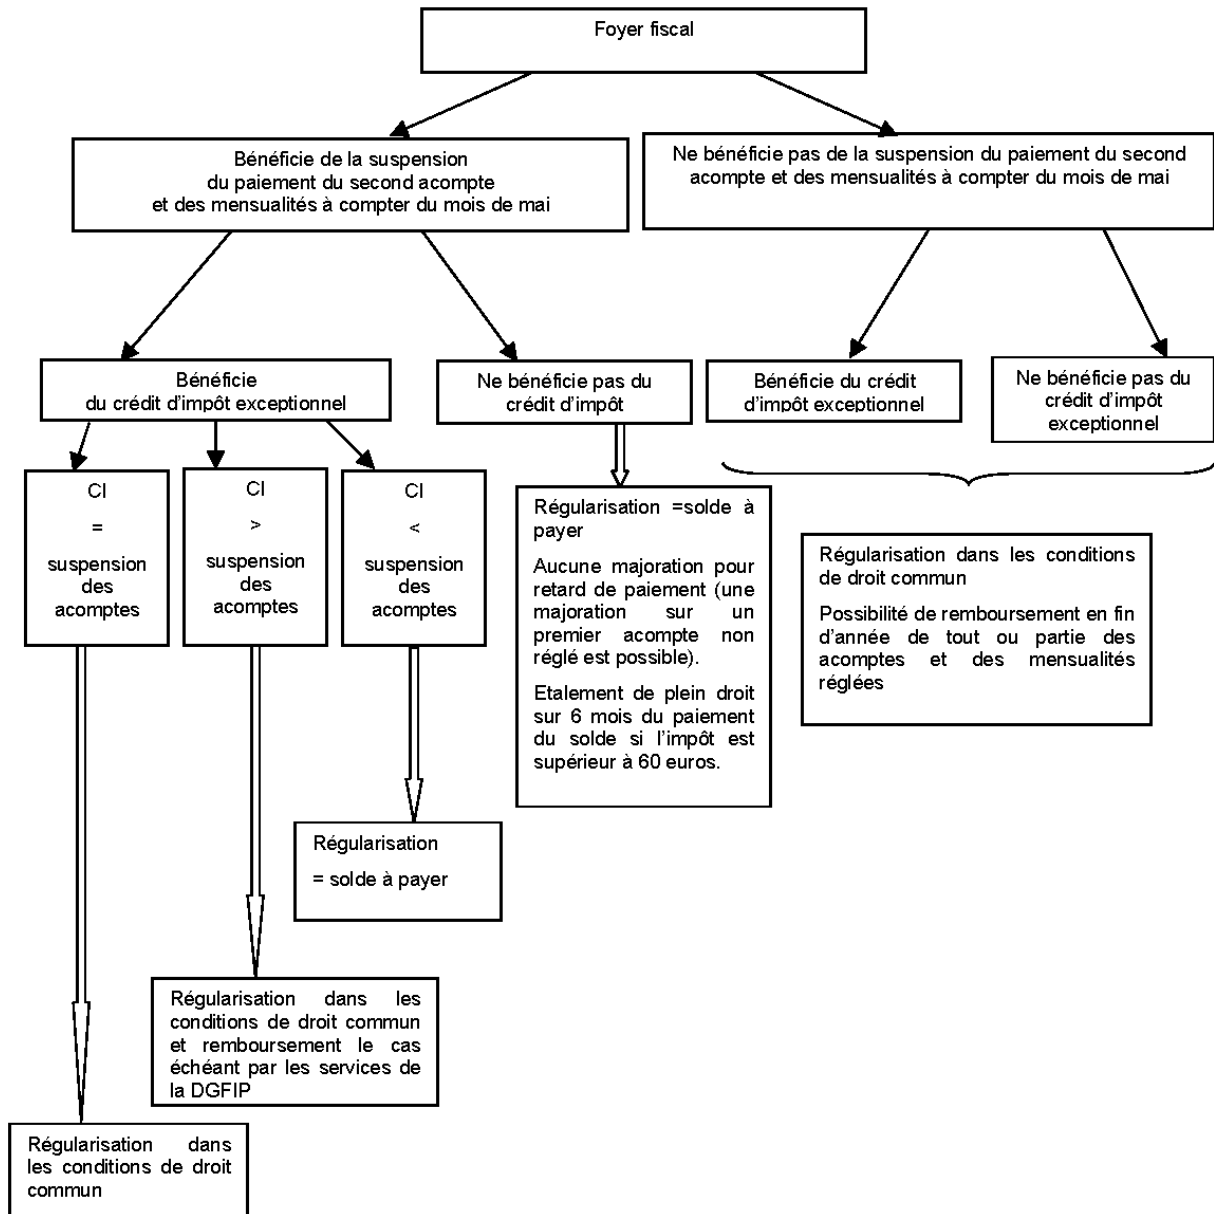 Foyer fiscal
Bénéficie de la suspension
du paiement du second acompte
et des mensualités à compter du mois de mai
Ne bénéficie pas de la suspension du paiement du second
acompte et des mensualités à compter du mois de mai
Bénéficie
du crédit d'impôt exceptionnel
Ne bénéficie pas du
crédit d'impôt
Bénéficie du crédit
d'impôt exceptionnel
Ne bénéficie pas du
crédit d'impôt
exceptionnel
CI
=
suspension
des
acomptes
CI
>
suspension
des
acomptes
CI
<
suspension
des
acomptes
Régularisation =solde à
payer
Aucune majoration pour
retard de paiement (une
majoration sur un
premier acompte non
réglé est possible).
Etalement de plein droit
sur 6 mois du paiement
du solde si l'impôt est
supérieur à 60 euros.
Régularisation dans les conditions
de droit commun
Possibilité de remboursement en fin
d'année de tout ou partie des
acomptes et des mensualités
réglées
Régularisation
= solde à payer
Régularisation dans les
conditions de droit commun
et remboursement le cas
échéant par les services de
la DGFIP
Régularisation dans
les conditions de droit
commun